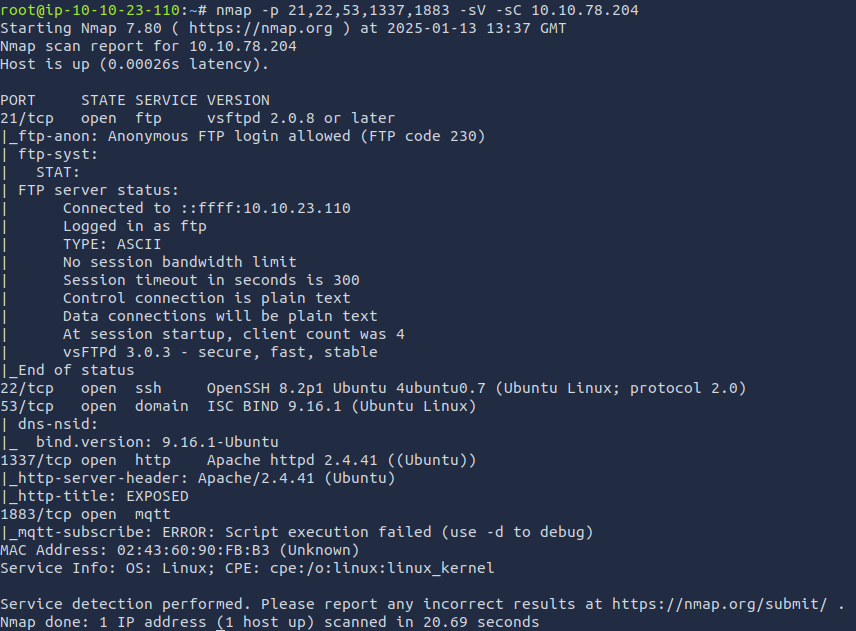 root@ip-10-10-23-110:~# nmap -p 21,22,53,1337,1883 -sV -sC 10.10.78.204
Starting Nmap 7.80 ( https://nmap.org ) at 2025-01-13 13:37 GMT
Nmap scan report for 10.10.78.204
Host is up (0.00026s latency).

PORT     STATE SERVICE VERSION
21/tcp   open  ftp     vsftpd 2.0.8 or later
|_ftp-anon: Anonymous FTP login allowed (FTP code 230)
| ftp-syst:
|   STAT:
| FTP server status:
|      Connected to ::ffff:10.10.23.110
|      Logged in as ftp
|      TYPE: ASCII
|      No session bandwidth limit
|      Session timeout in seconds is 300
|      Control connection is plain text
|      Data connections will be plain text
|      At session startup, client count was 4
|      vsFTPd 3.0.3 - secure, fast, stable
|_End of status
22/tcp   open  ssh     OpenSSH 8.2p1 Ubuntu 4ubuntu0.7 (Ubuntu Linux; protocol 2.0)
53/tcp   open  domain  ISC BIND 9.16.1 (Ubuntu Linux)
| dns-nsid:
|_  bind.version: 9.16.1-Ubuntu
1337/tcp open  http    Apache httpd 2.4.41 ((Ubuntu))
|_http-server-header: Apache/2.4.41 (Ubuntu)
|_http-title: EXPOSED
1883/tcp open  mqtt
|_mqtt-subscribe: ERROR: Script execution failed (use -d to debug)
MAC Address: 02:43:60:90:FB:B3 (Unknown)
Service Info: OS: Linux; CPE: cpe:/o:linux:linux_kernel

Service detection performed. Please report any incorrect results at https://nmap.org/submit/ .
Nmap done: 1 IP address (1 host up) scanned in 20.69 seconds